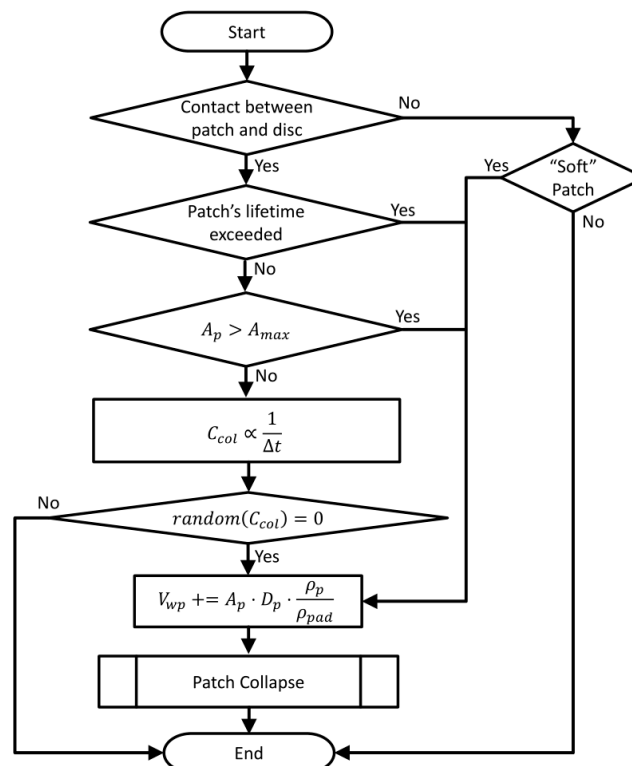 Start
Contact between
patch and disc
No
Yes
"Soft"
Patch
Yes
No
Patch's lifetime
exceeded
Yes
No
A_p > A_max
Yes
No
C_col ∝ 1/Δt
No
random(C_col) = 0
Yes
V_wp += A_p · D_p · ρ_p/ρ_pad
Patch Collapse
End